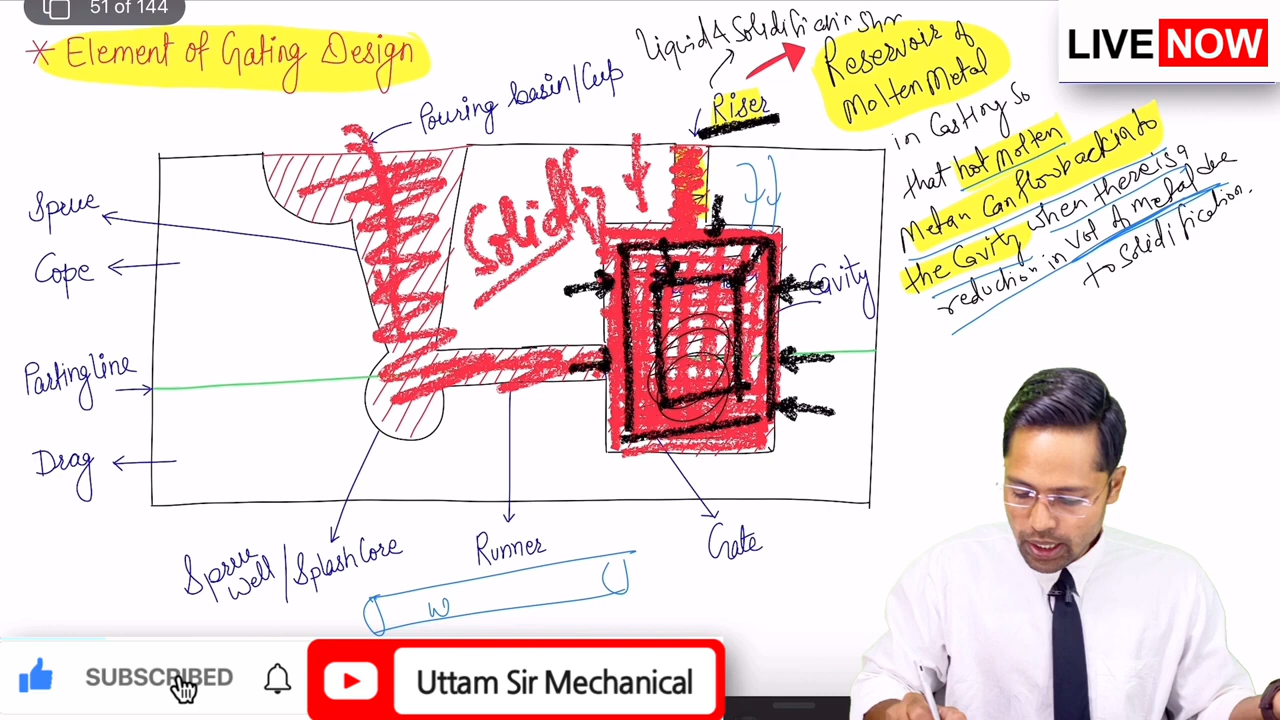 51 of 144
* Element of Gating Design
Liquid & Solidification Shr
Riser
Reservoir of
Molten Metal
in Casting so
that hot molten
Metan can flow back in to
the Cavity when there is a
reduction in vol of metal due
to solidification.
LIVE NOW
Pouring basin/Cup
Sprue
Cope
Parting line
Drag
Solidify
Cavity
Sprue
Well / Splash Core
Runner
Gate
w
SUBSCRIBED
Uttam Sir Mechanical